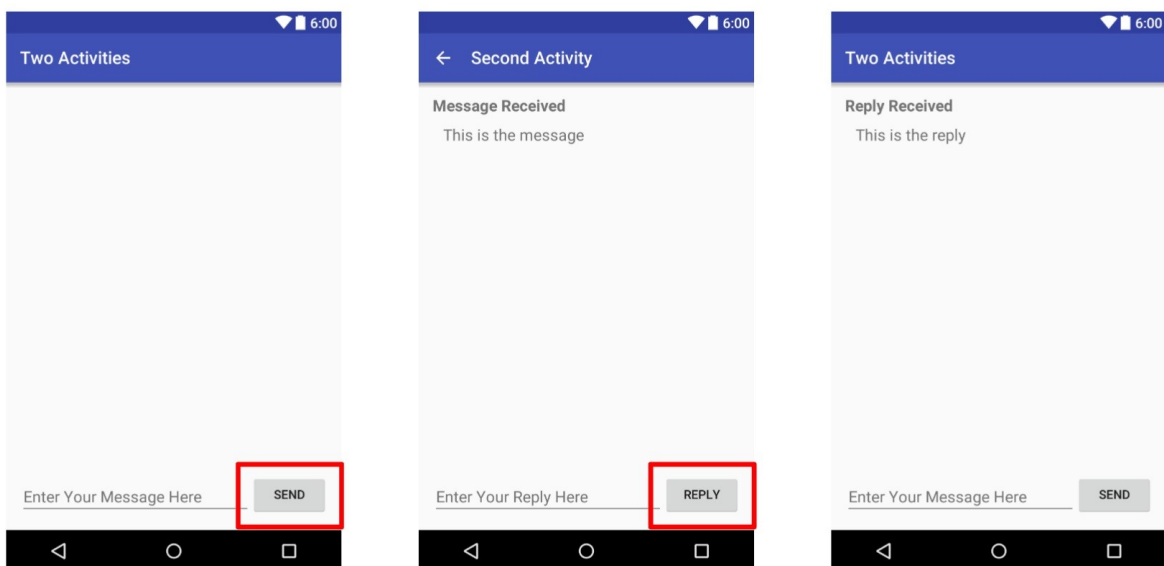 6:00
Two Activities
Enter Your Message Here
SEND
6:00
Second Activity
Message Received
This is the message
Enter Your Reply Here
REPLY
6:00
Two Activities
Reply Received
This is the reply
Enter Your Message Here
SEND